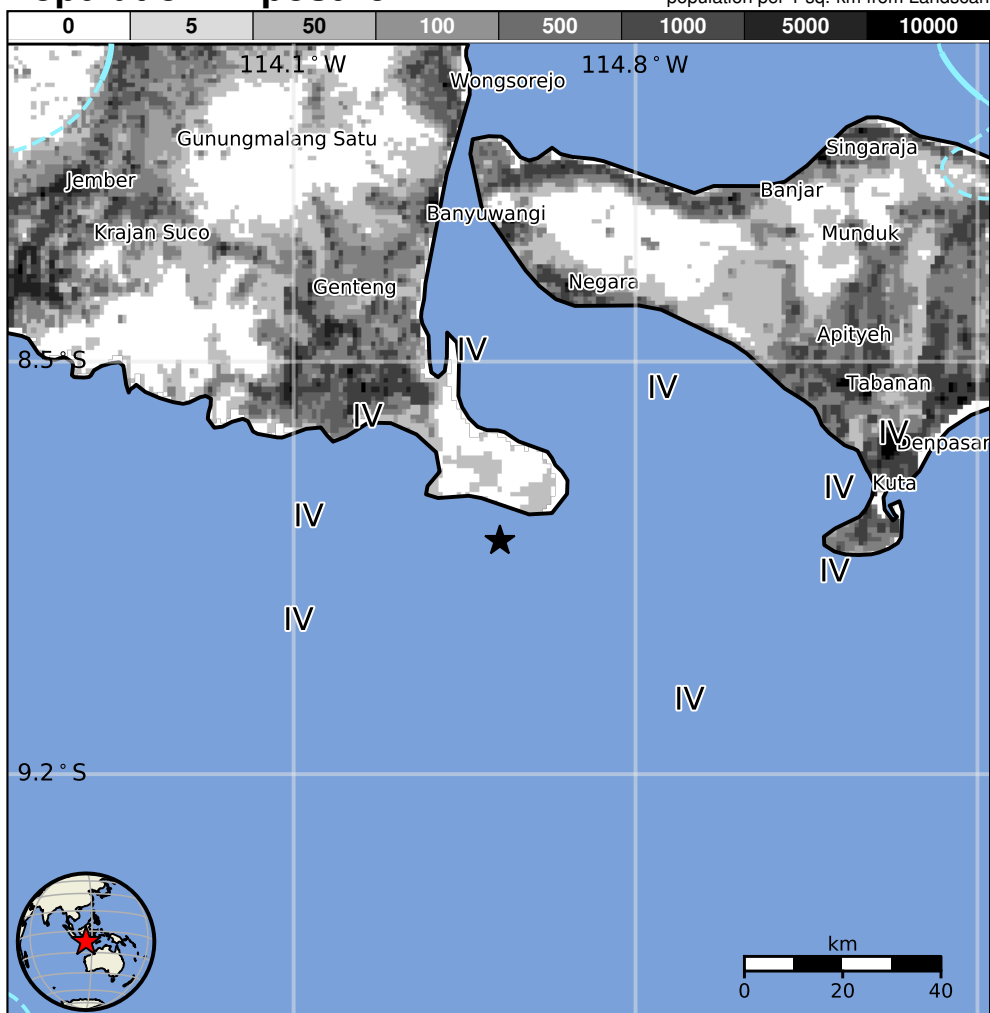 population per 1 sq. km from Landscan
0 5 50 100 500 1000 5000 10000
114.1°W 114.8°W
Wongsorejo
Gunungmalang Satu
Singaraja
Jember
Banjar
Banyuwangi
Krajan Suco
Munduk
Genteng
Negara
Apityeh
IV
8.5°S
IV
Tabanan
IV
IV
Denpasar
Kuta
IV
IV
IV
IV
IV
9.2°S
km
0 20 40